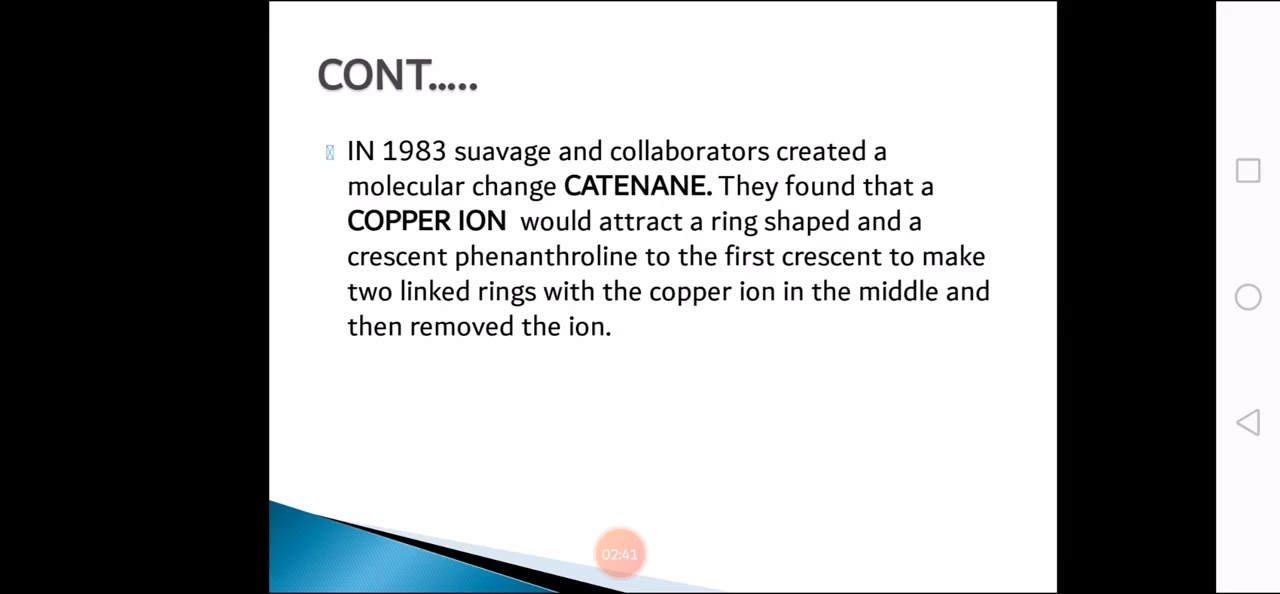 CONT.....
IN 1983 suavage and collaborators created a
molecular change CATENANE. They found that a
COPPER ION would attract a ring shaped and a
crescent phenanthroline to the first crescent to make
two linked rings with the copper ion in the middle and
then removed the ion.
02:41